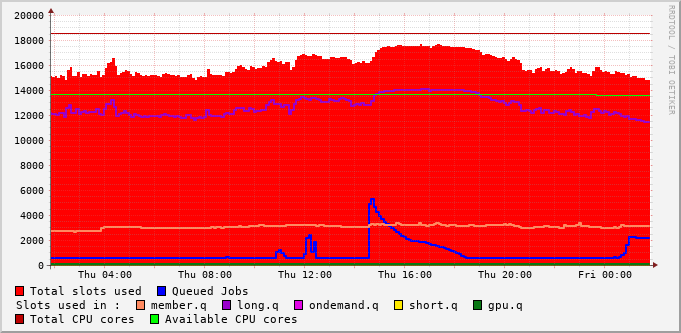 20000
18000
16000
14000
12000
10000
8000
6000
4000
2000
0
Thu 04:00 Thu 08:00 Thu 12:00 Thu 16:00 Thu 20:00 Fri 00:00
RRDTOOL / TOBI OETIKER
Total slots used Queued Jobs
Slots used in : member.q long.q ondemand.q short.q gpu.q
Total CPU cores Available CPU cores